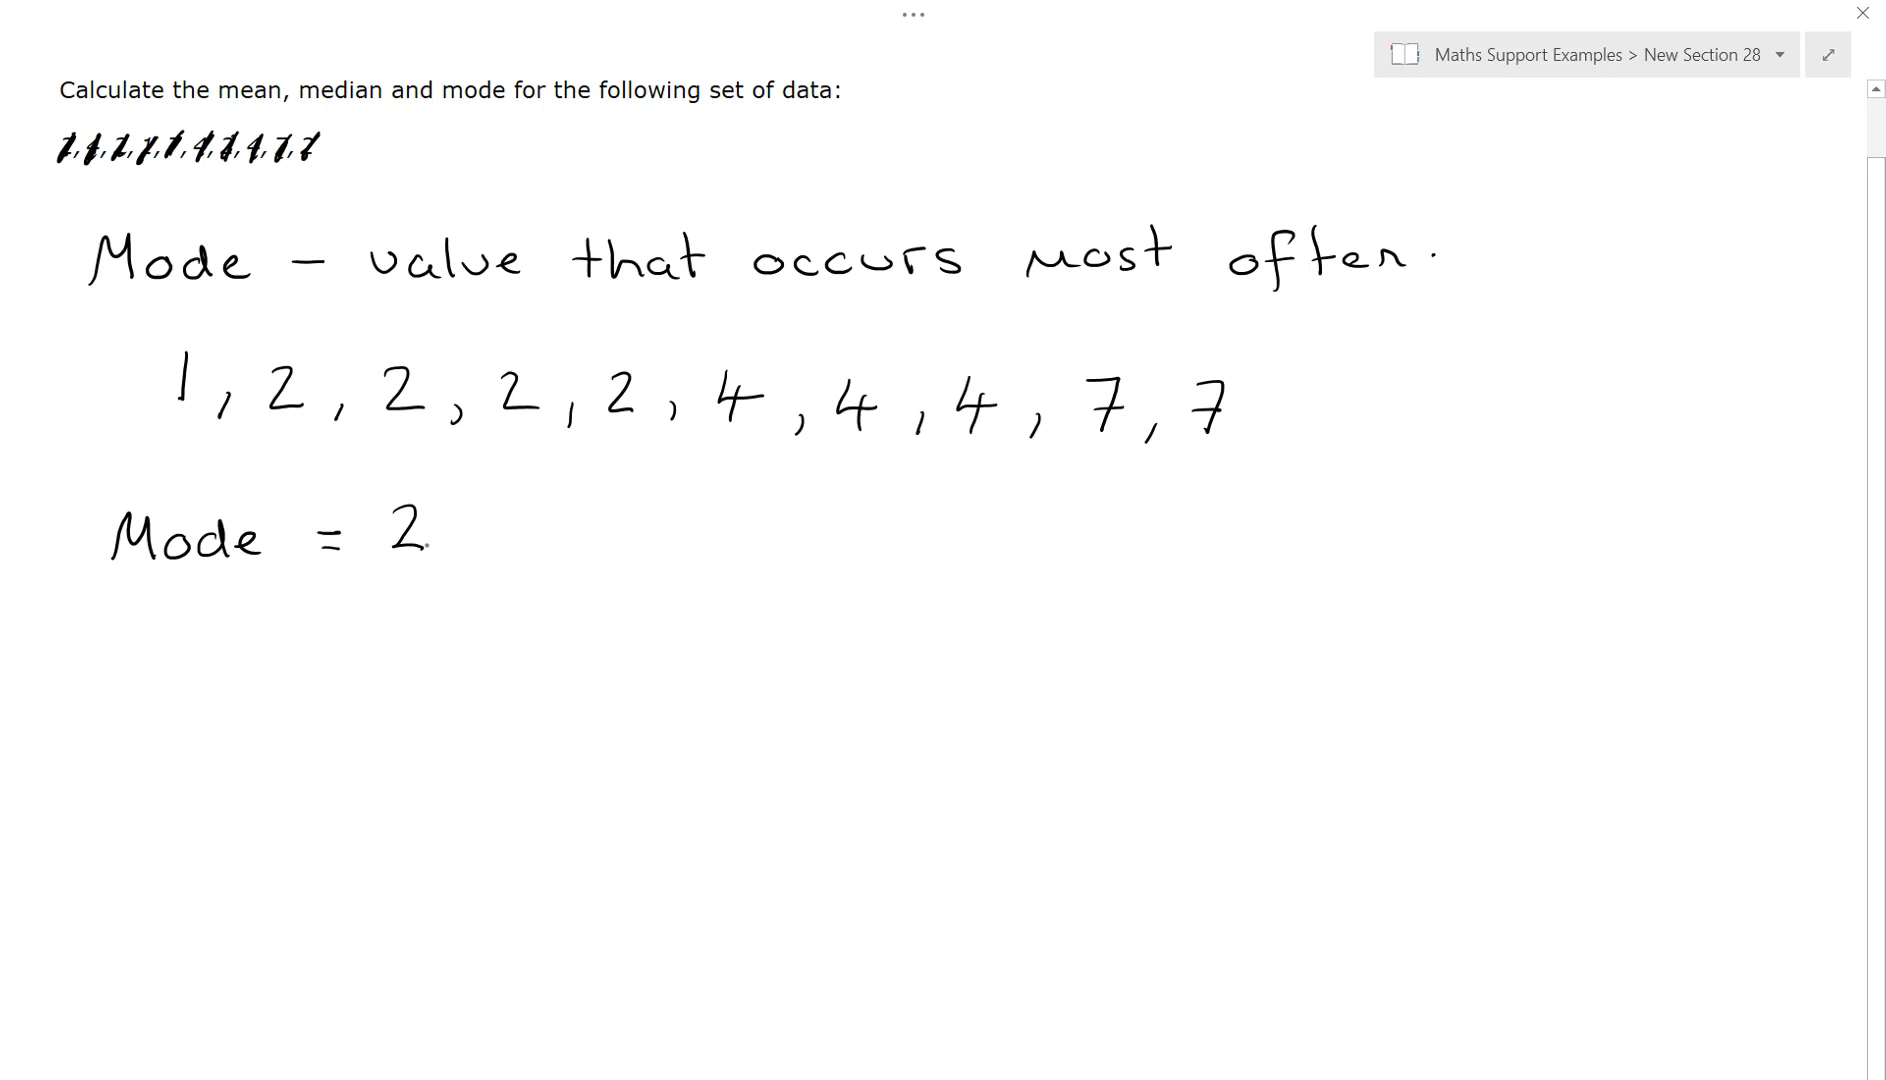 Maths Support Examples > New Section 28
Calculate the mean, median and mode for the following set of data:
Mode - value that occurs most often.
1, 2, 2, 2, 2, 4, 4, 4, 7, 7
Mode = 2